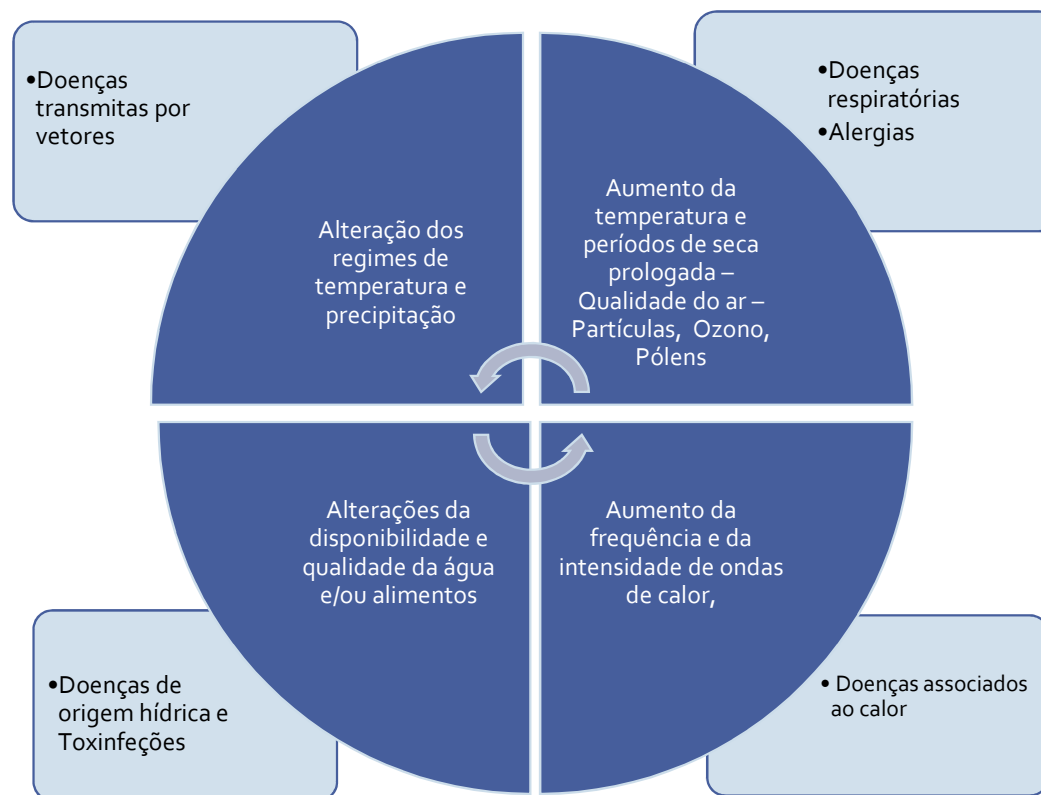 •Doenças
transmitas por
vetores
•Doenças
respiratórias
•Alergias
Alteração dos
regimes de
temperatura e
precipitação
Aumento da
temperatura e
períodos de seca
prologada –
Qualidade do ar –
Partículas, Ozono,
Pólens
Alterações da
disponibilidade e
qualidade da água
e/ou alimentos
Aumento da
frequência e da
intensidade de ondas
de calor,
•Doenças de
origem hídrica e
Toxinfeções
• Doenças associados
ao calor